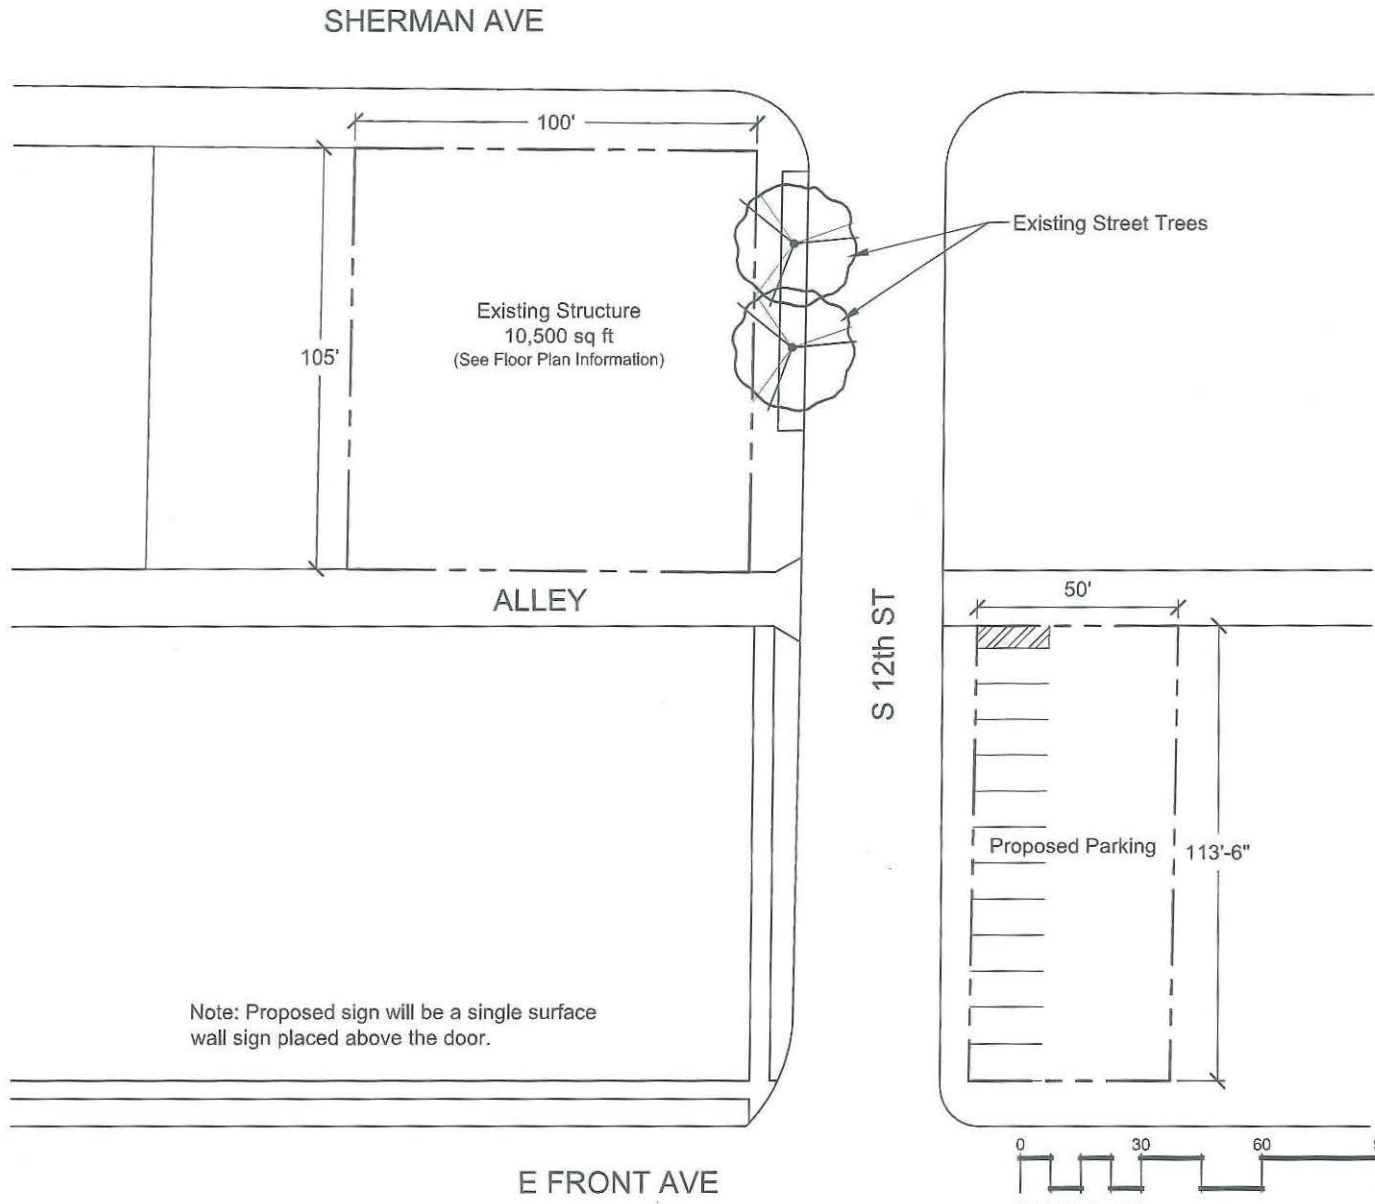 SHERMAN AVE
100'
Existing Street Trees
Existing Structure
10,500 sq ft
(See Floor Plan Information)
105'
ALLEY
50'
S 12th ST
Proposed Parking
113'-6"
Note: Proposed sign will be a single surface
wall sign placed above the door.
0 30 60
E FRONT AVE